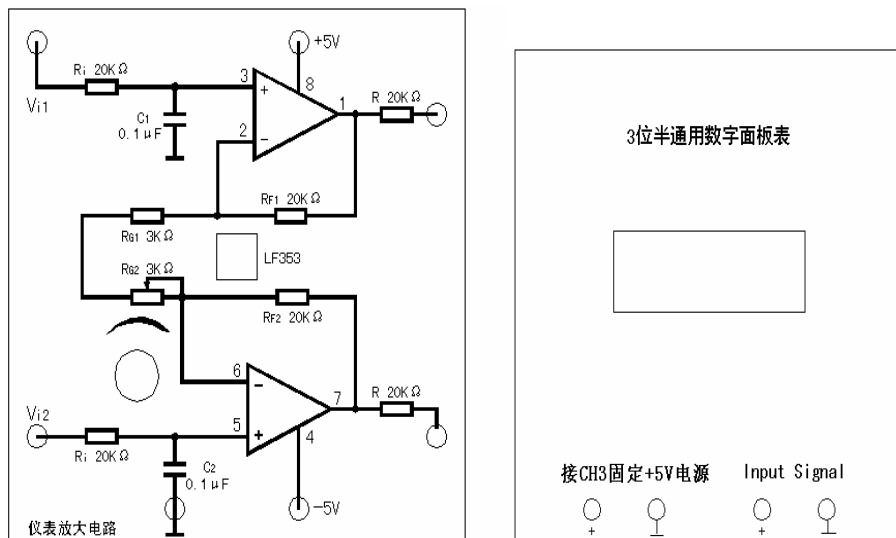 +5V
Ri 20KΩ
3
8
Vi1
+
1
R 20KΩ
C1
0.1μF
2
−
3位半通用数字面板表
RF1 20KΩ
RG1 3KΩ
LF353
RG2 3KΩ
RF2 20KΩ
6
−
7
R 20KΩ
Vi2
5
+
4
Ri 20KΩ
C2
0.1μF
接CH3固定+5V电源 Input Signal
−5V
仪表放大电路
+ +